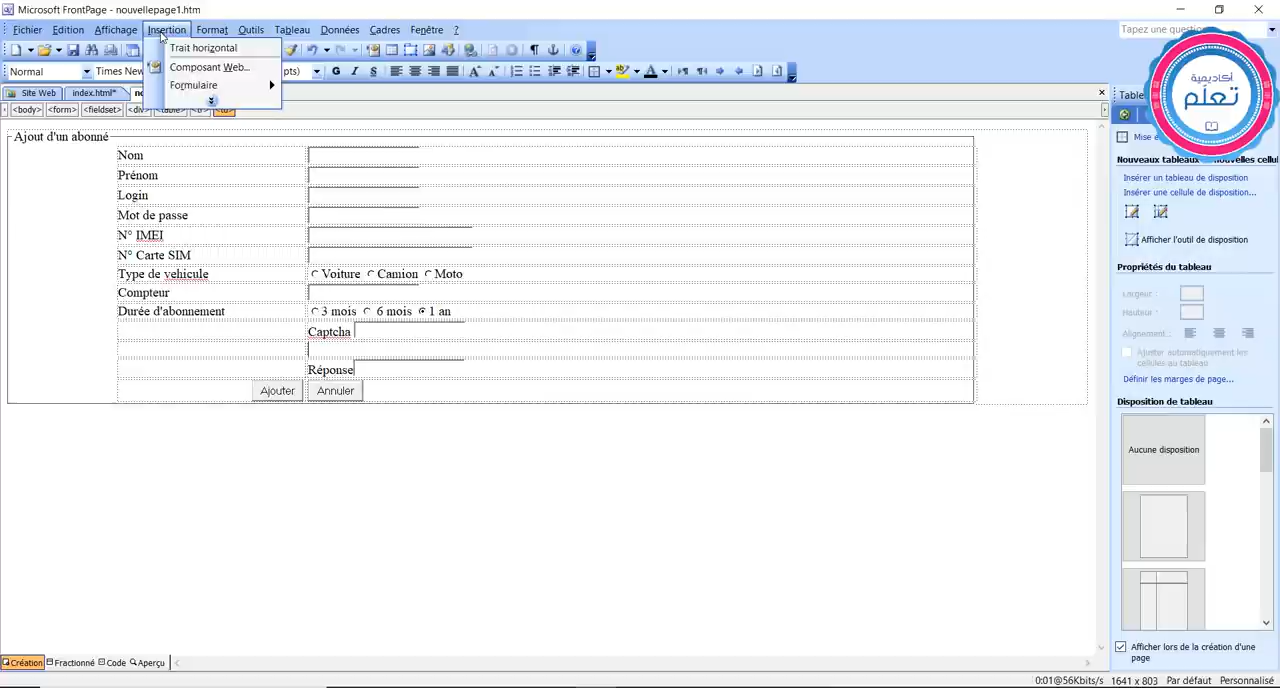 Microsoft FrontPage - nouvellepage1.htm
Fichier Edition Affichage Insertion Format Outils Tableau Données Cadres Fenêtre ?
Tapez une
Trait horizontal
Composant Web...
Formulaire
Normal Times New pts) G I S A A A
Site Web index.html*
<body> <form> <fieldset> <div
Ajout d'un abonné
Nom
Prénom
Login
Mot de passe
N° IMEI
N° Carte SIM
Type de vehicule Voiture Camion Moto
Compteur
Durée d'abonnement 3 mois 6 mois 1 an
Captcha
Réponse
Ajouter Annuler
أكاديمية
تعلّم
Mise e
Nouveaux tableaux
Insérer un tableau de disposition
Insérer une cellule de disposition...
Afficher l'outil de disposition
Propriétés du tableau
Largeur :
Hauteur :
Alignement...
Ajuster automatiquement les
cellules au tableau
Définir les marges de page...
Disposition de tableau
Aucune disposition
Afficher lors de la création d'une
page
Création Fractionné Code Aperçu
0:01@56Kbits/s 1641 x 803 Par défaut Personnalisé